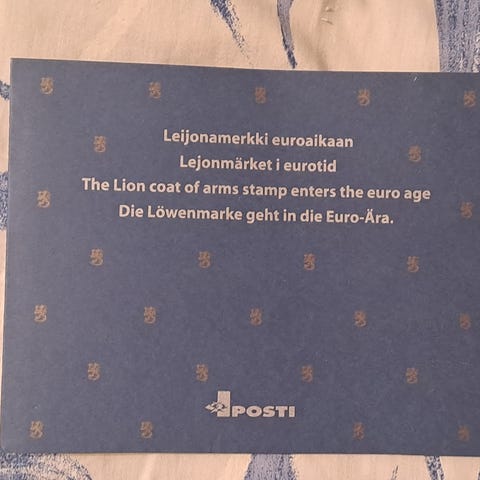 Leijonamerkki euroaikaan
Lejonmärket i eurotid
The Lion coat of arms stamp enters the euro age
Die Löwenmarke geht in die Euro-Ära.
POSTI